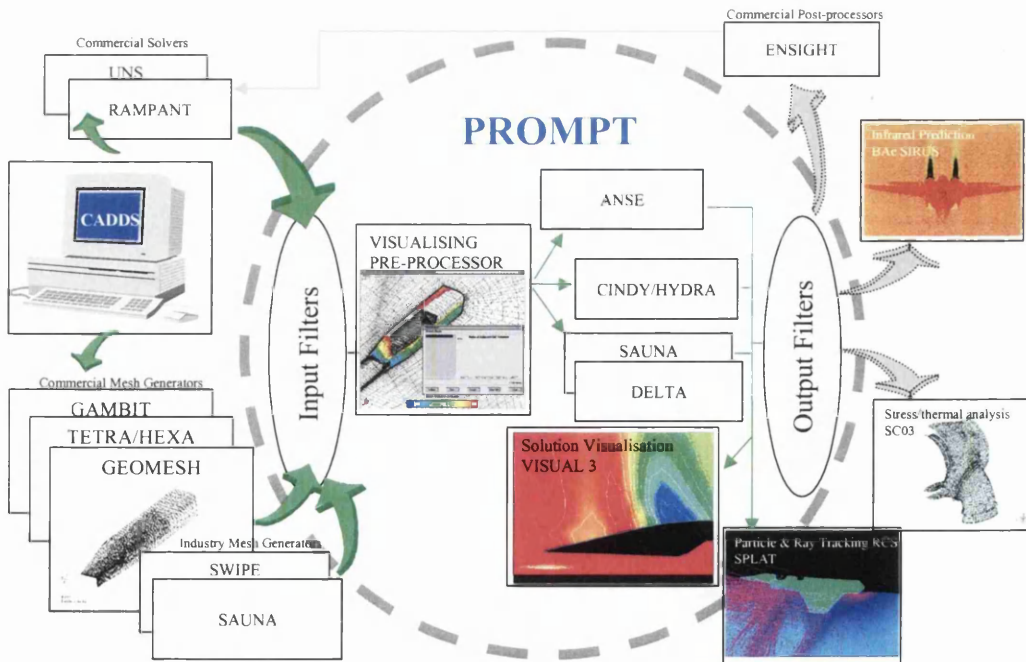 Commercial Post-processors
ENSIGHT
Commercial Solvers
UNS
RAMPANT
PROMPT
Infrared Prediction
BAe SIRUS
CADDS
ANSE
VISUALISING
PRE-PROCESSOR
CINDY/HYDRA
Input Filters
Output Filters
SAUNA
DELTA
Commercial Mesh Generators
GAMBIT
TETRA/HEXA
GEOMESH
Stress/thermal analysis
SC03
Solution Visualisation
VISUAL 3
Industry Mesh Generators
SWIPE
SAUNA
Particle & Ray Tracking RCS
SPLAT